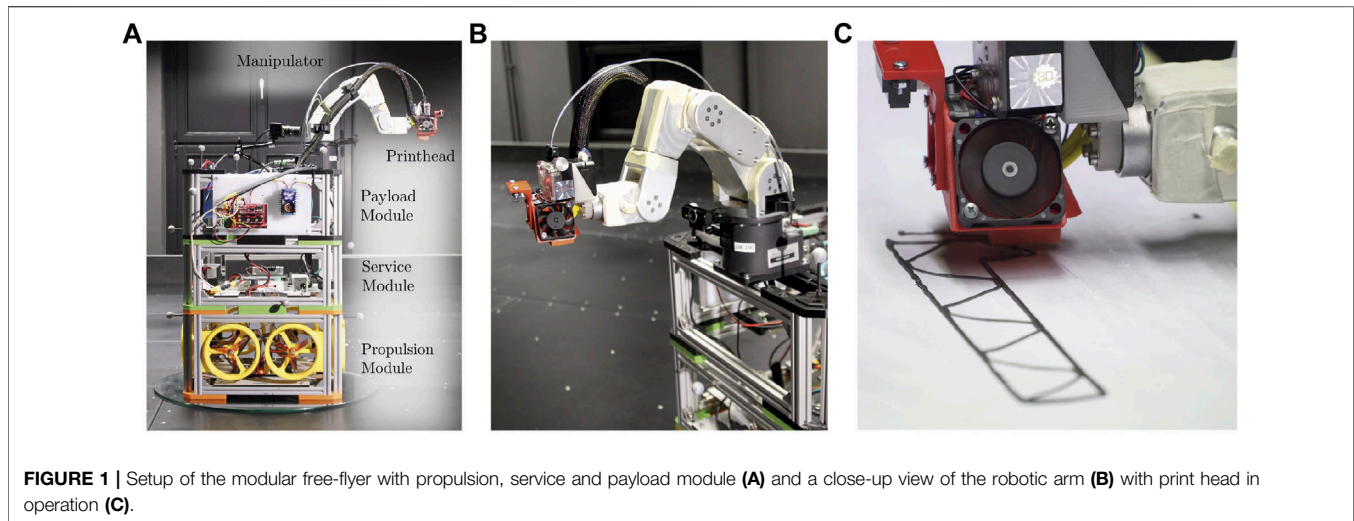 A
B
C
Manipulator
Printhead
Payload
Module
Service
Module
Propulsion
Module
3D
FIGURE 1 | Setup of the modular free-flyer with propulsion, service and payload module (A) and a close-up view of the robotic arm (B) with print head in
operation (C).